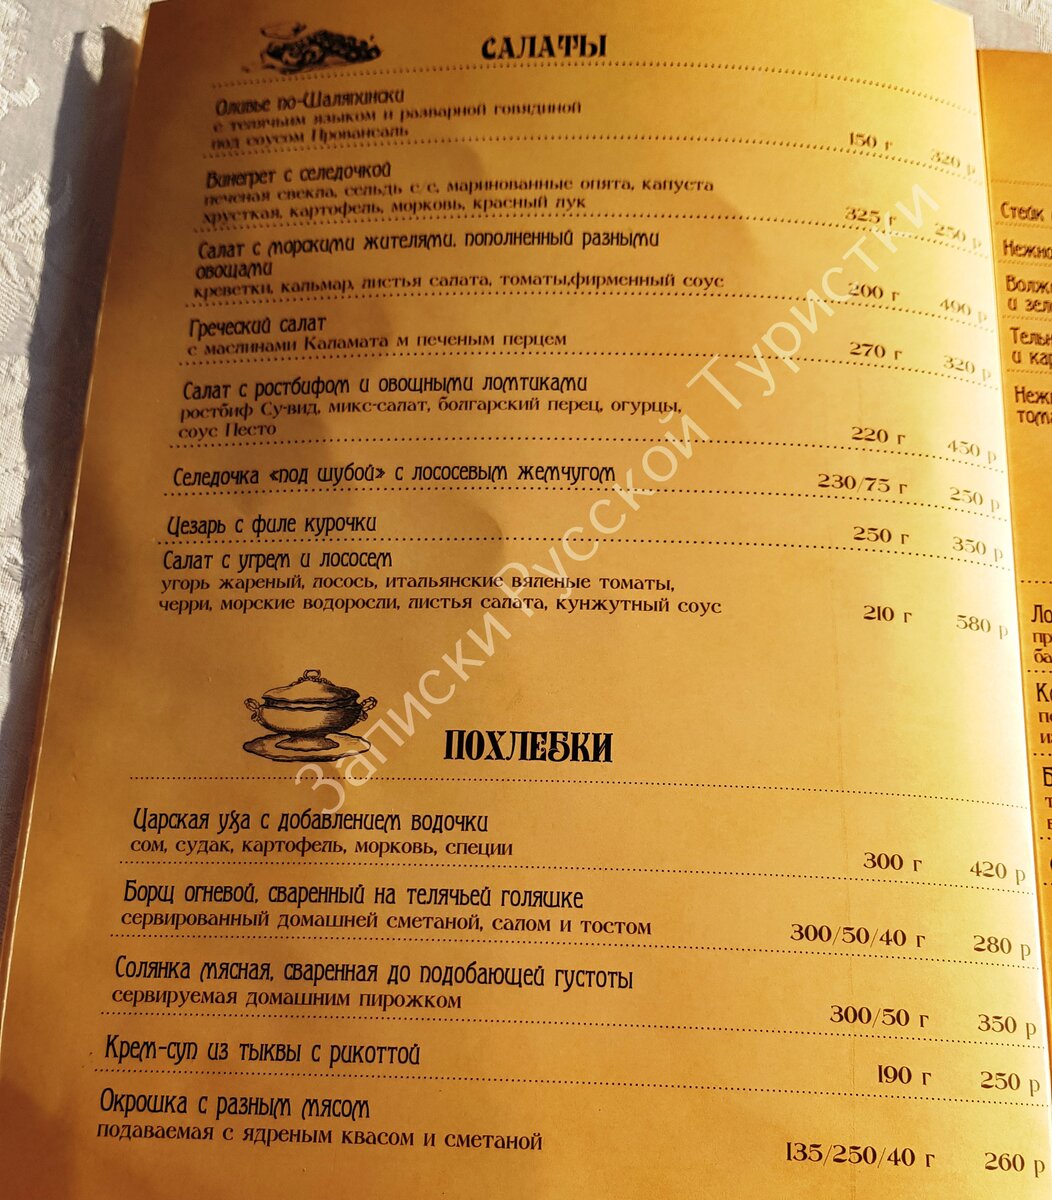 САЛАТЫ
Оливье по-Шаляпински
с телячьим языком и разварной говядиной
под соусом Провансаль
150 г 320 р
Винегрет с селедочкой
печеная свекла, сельдь с/с, маринованные опята, капуста
хрусткая, картофель, морковь, красный лук
325 г 250 р
Салат с морскими жителями, пополненный разными
овощами
креветки, кальмар, листья салата, томаты,фирменный соус
200 г 490 р
Греческий салат
с маслинами Каламата м печеным перцем
270 г 320 р
Салат с ростбифом и овощными ломтиками
ростбиф Су-вид, микс-салат, болгарский перец, огурцы,
соус Песто
220 г 450 р
Селедочка «под шубой» с лососевым жемчугом
230/75 г 250 р
Цезарь с филе курочки
250 г 350 р
Салат с угрем и лососем
угорь жареный, лосось, итальянские вяленые томаты,
черри, морские водоросли, листья салата, кунжутный соус
210 г 580 р
ПОХЛЕБКИ
Царская уха с добавлением водочки
сом, судак, картофель, морковь, специи
300 г 420 р
Борщ огневой, сваренный на телячьей голяшке
сервированный домашней сметаной, салом и тостом
300/50/40 г 280 р
Солянка мясная, сваренная до подобающей густоты
сервируемая домашним пирожком
300/50 г 350 р
Крем-суп из тыквы с рикоттой
190 г 250 р
Окрошка с разным мясом
подаваемая с ядреным квасом и сметаной
135/250/40 г 260 р
Записки Русской Туристки
Стейк
и зел
и кар